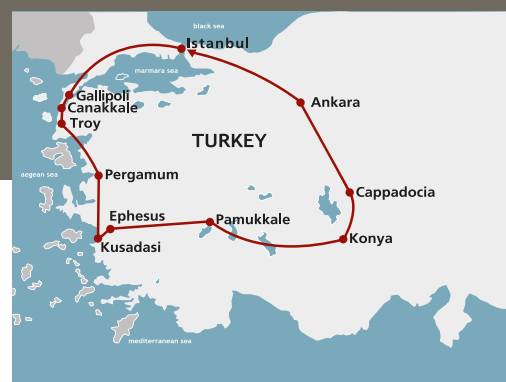 black sea
Istanbul
marmara sea
Gallipoli
Canakkale
Ankara
Troy
TURKEY
aegean sea
Pergamum
Cappadocia
Ephesus
Pamukkale
Kusadasi
Konya
mediterranean sea